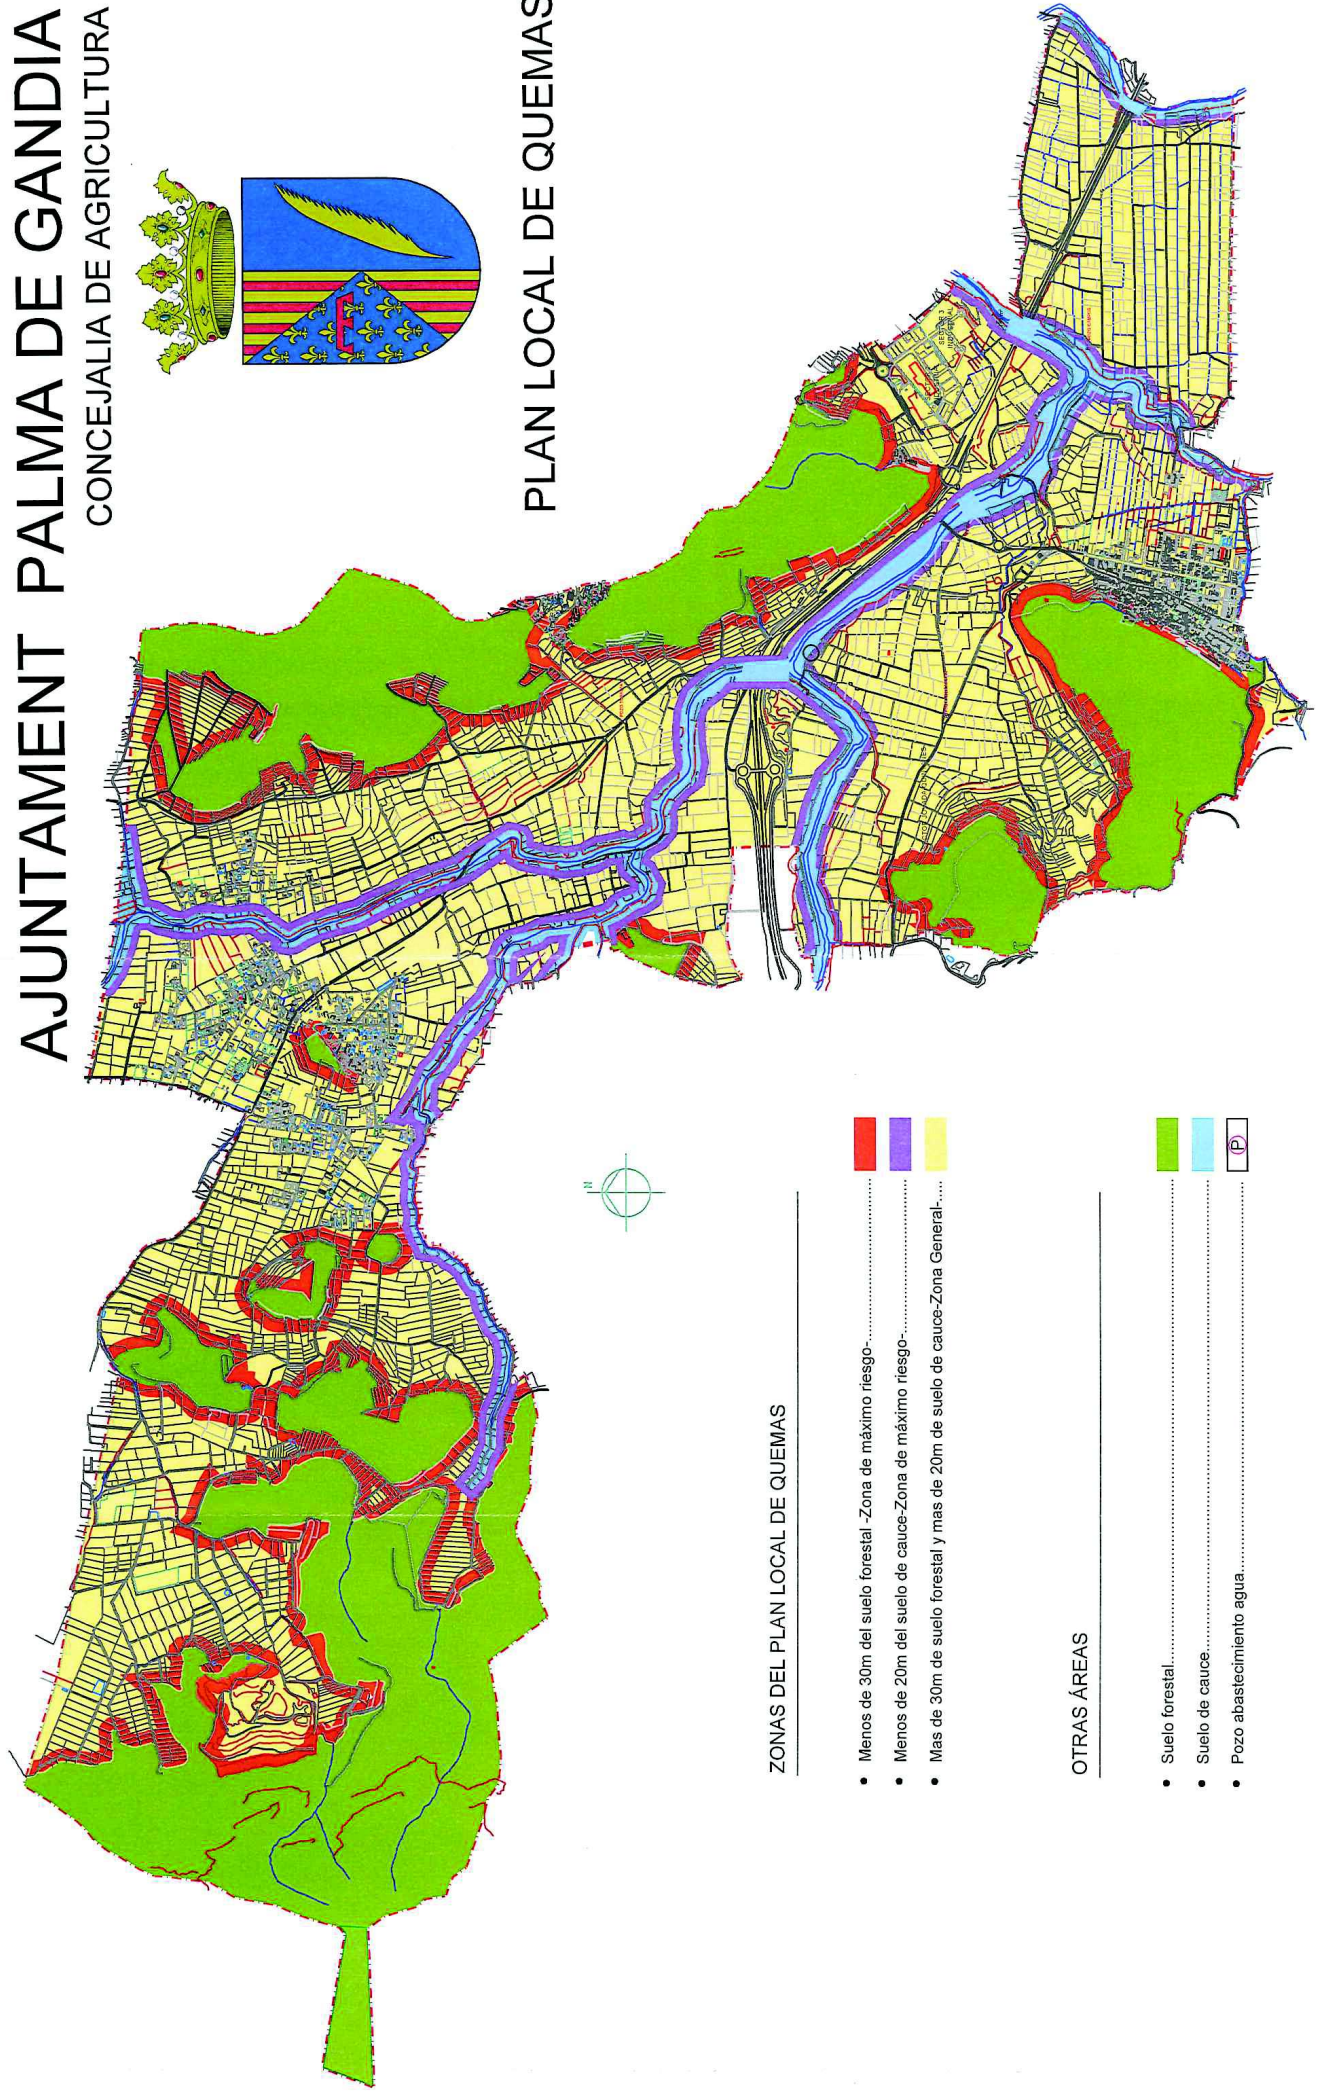 AJUNTAMENT PALMA DE GANDIA
CONCEJALIA DE AGRICULTURA
PLAN LOCAL DE QUEMAS
SECTOR 3
INDUSTRIAL
N
ZONAS DEL PLAN LOCAL DE QUEMAS
• Menos de 30m del suelo forestal -Zona de máximo riesgo-
• Menos de 20m del suelo de cauce-Zona de máximo riesgo-
• Mas de 30m de suelo forestal y mas de 20m de suelo de cauce-Zona General-
OTRAS ÁREAS
• Suelo forestal
• Suelo de cauce
• Pozo abastecimiento agua
P